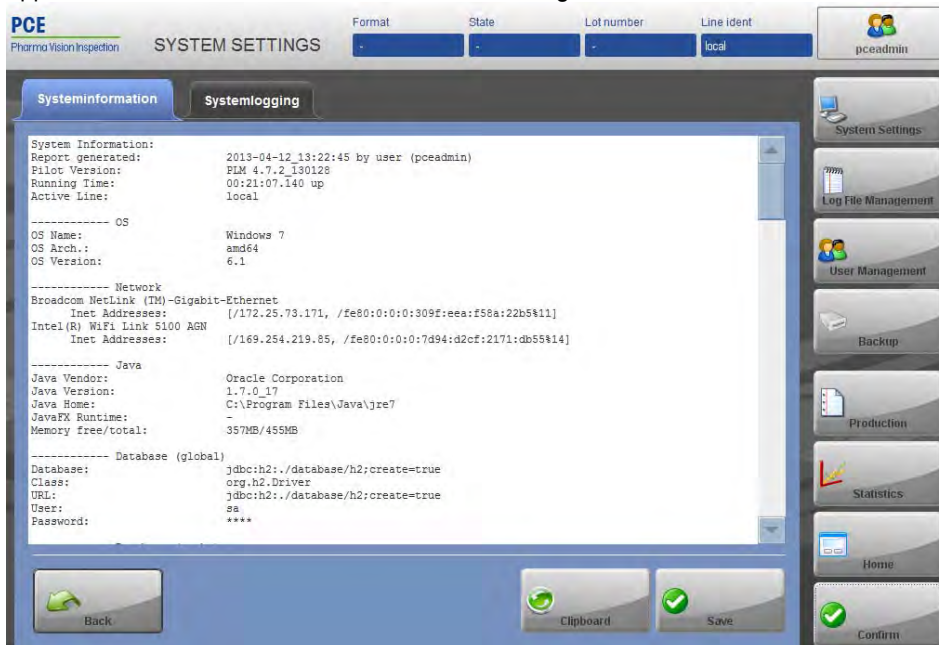 PCE
Pharma Vision Inspection
SYSTEM SETTINGS
Format
State
Lot number
Line ident
-
-
-
local
pceadmin
Systeminformation
Systemlogging
System Information:
Report generated: 2013-04-12_13:22:45 by user (pceadmin)
Pilot Version: PLM 4.7.2_130128
Running Time: 00:21:07.140 up
Active Line: local
------------ OS
OS Name: Windows 7
OS Arch.: amd64
OS Version: 6.1
------------ Network
Broadcom NetLink (TM)-Gigabit-Ethernet
Inet Addresses: [/172.25.73.171, /fe80:0:0:0:309f:eea:f58a:22b5%11]
Intel(R) WiFi Link 5100 AGN
Inet Addresses: [/169.254.219.85, /fe80:0:0:0:7d94:d2cf:2171:db55%14]
------------ Java
Java Vendor: Oracle Corporation
Java Version: 1.7.0_17
Java Home: C:\Program Files\Java\jre7
JavaFX Runtime: -
Memory free/total: 357MB/455MB
------------ Database (global)
Database: jdbc:h2:./database/h2;create=true
Class: org.h2.Driver
URL: jdbc:h2:./database/h2;create=true
User: sa
Password: ****
Back
Clipboard
Save
System Settings
Log File Management
User Management
Backup
Production
Statistics
Home
Confirm